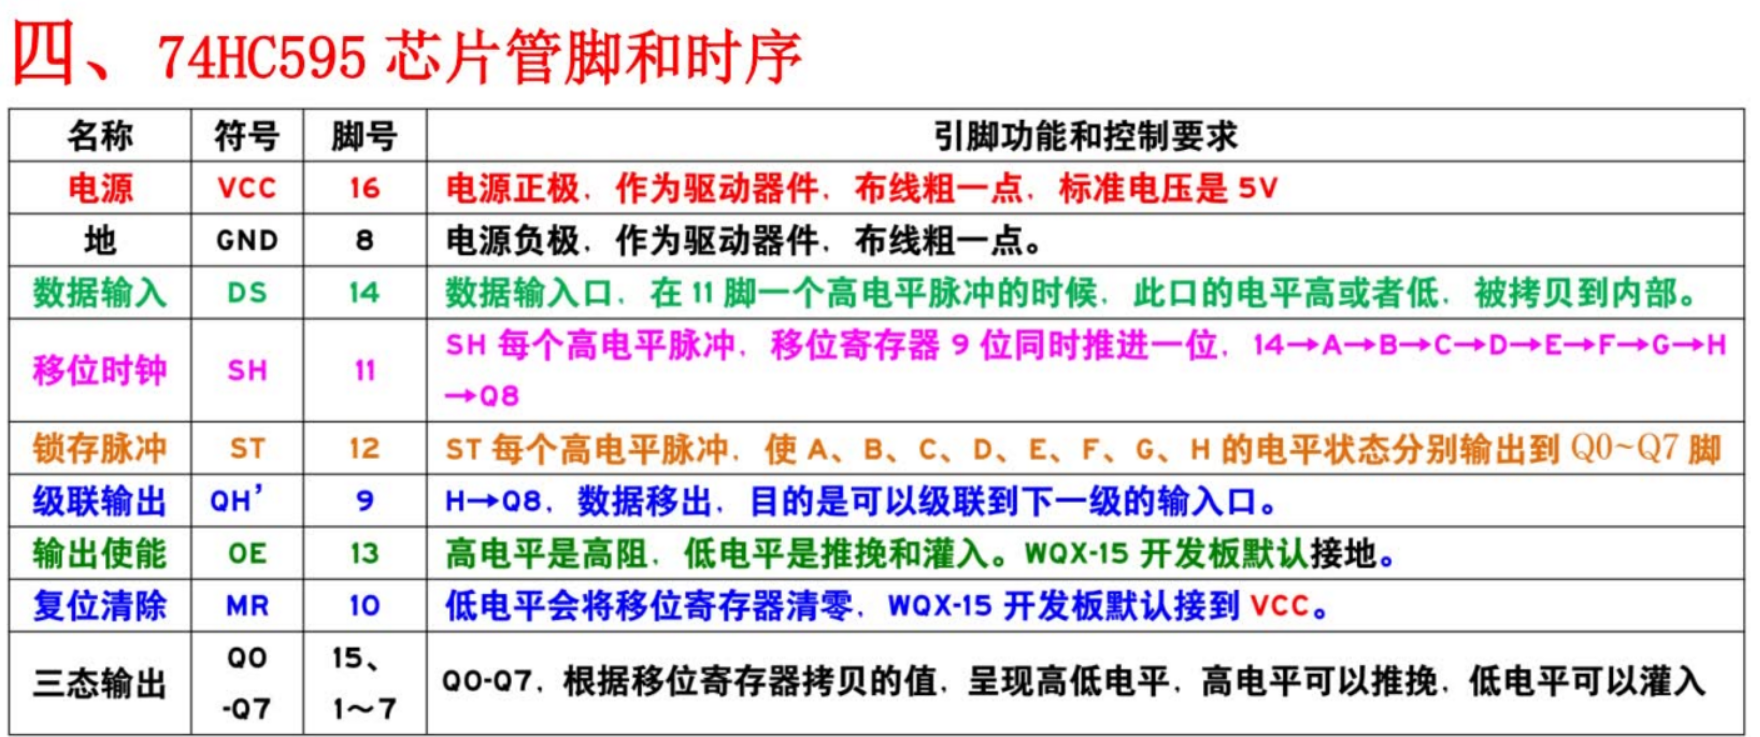 四、74HC595 芯片管脚和时序
名称 符号 脚号 引脚功能和控制要求
电源 VCC 16 电源正极，作为驱动器件，布线粗一点，标准电压是 5V
地 GND 8 电源负极，作为驱动器件，布线粗一点。
数据输入 DS 14 数据输入口，在 11 脚一个高电平脉冲的时候，此口的电平高或者低，被拷贝到内部。
移位时钟 SH 11 SH 每个高电平脉冲，移位寄存器 9 位同时推进一位，14→A→B→C→D→E→F→G→H
→Q8
锁存脉冲 ST 12 ST 每个高电平脉冲，使 A、B、C、D、E、F、G、H 的电平状态分别输出到 Q0~Q7 脚
级联输出 QH’ 9 H→Q8，数据移出，目的是可以级联到下一级的输入口。
输出使能 OE 13 高电平是高阻，低电平是推挽和灌入。WQX-15 开发板默认接地。
复位清除 MR 10 低电平会将移位寄存器清零，WQX-15 开发板默认接到 VCC。
三态输出 Q0 15、 Q0-Q7，根据移位寄存器拷贝的值，呈现高低电平，高电平可以推挽，低电平可以灌入
-Q7 1～7